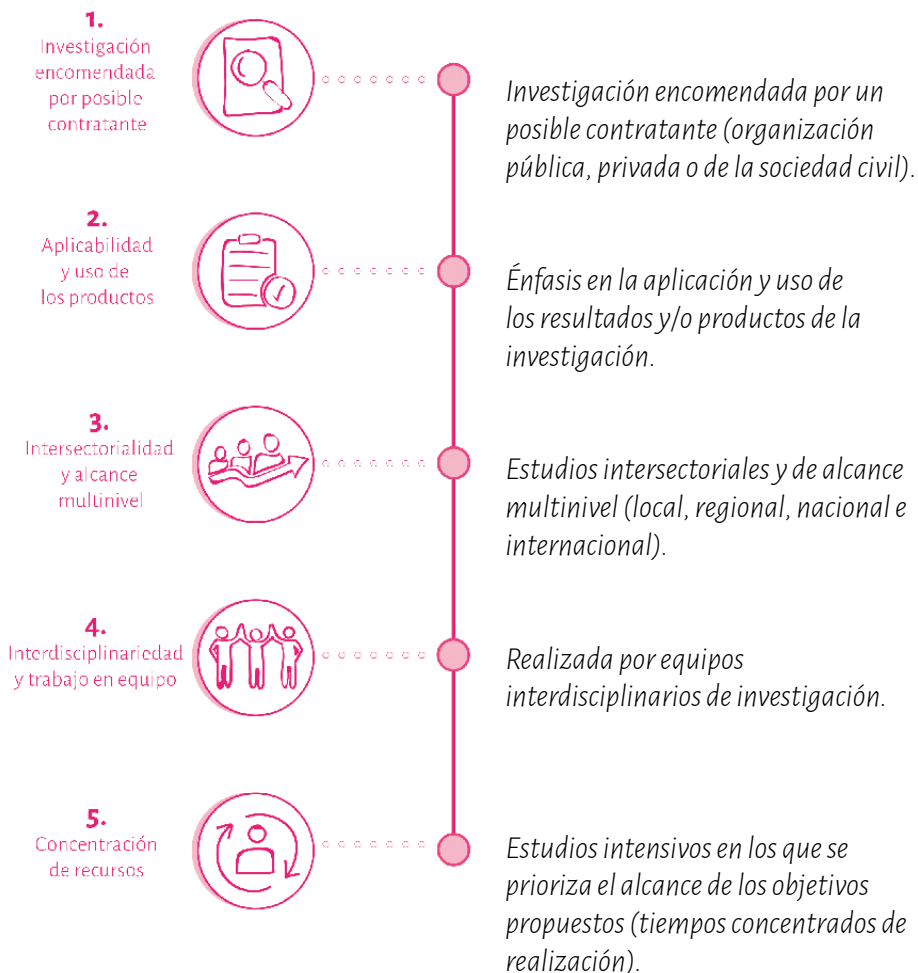 1.
Investigación
encomendada
por posible
contratante
Investigación encomendada por un
posible contratante (organización
pública, privada o de la sociedad civil).
2.
Aplicabilidad
y uso de
los productos
Énfasis en la aplicación y uso de
los resultados y/o productos de la
investigación.
3.
Intersectorialidad
y alcance
multinivel
Estudios intersectoriales y de alcance
multinivel (local, regional, nacional e
internacional).
4.
Interdisciplinariedad
y trabajo en equipo
Realizada por equipos
interdisciplinarios de investigación.
5.
Concentración
de recursos
Estudios intensivos en los que se
prioriza el alcance de los objetivos
propuestos (tiempos concentrados de
realización).